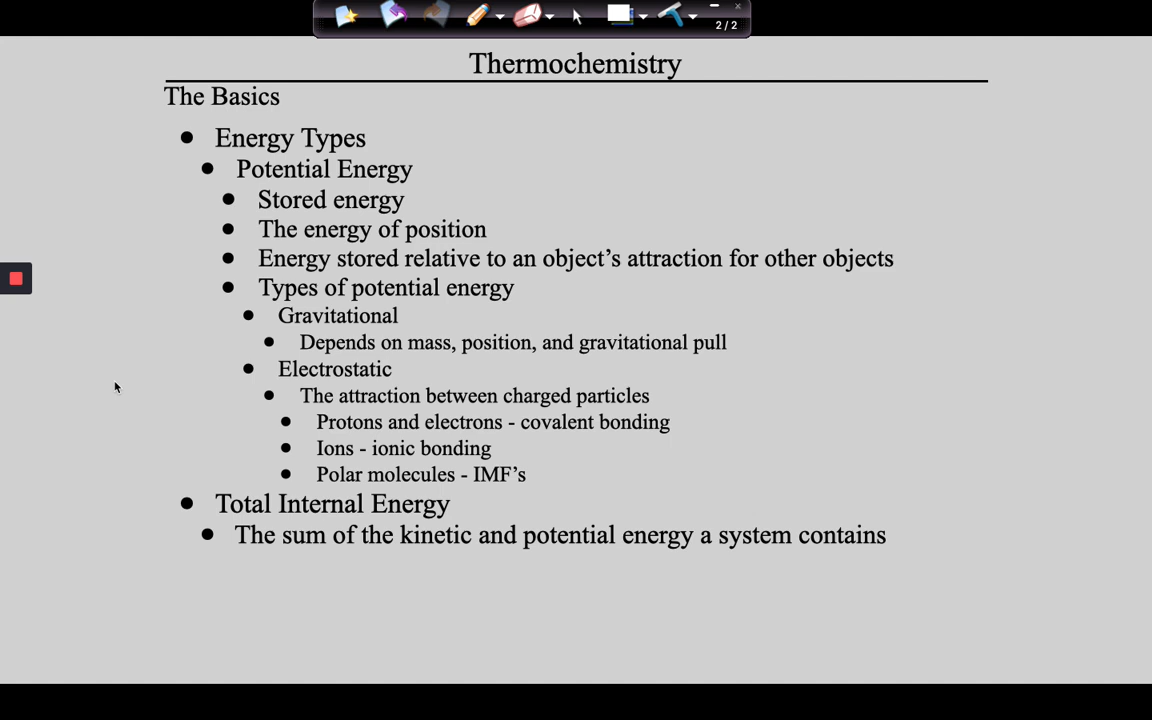 2 / 2
Thermochemistry
The Basics
Energy Types
Potential Energy
Stored energy
The energy of position
Energy stored relative to an object’s attraction for other objects
Types of potential energy
Gravitational
Depends on mass, position, and gravitational pull
Electrostatic
The attraction between charged particles
Protons and electrons - covalent bonding
Ions - ionic bonding
Polar molecules - IMF’s
Total Internal Energy
The sum of the kinetic and potential energy a system contains